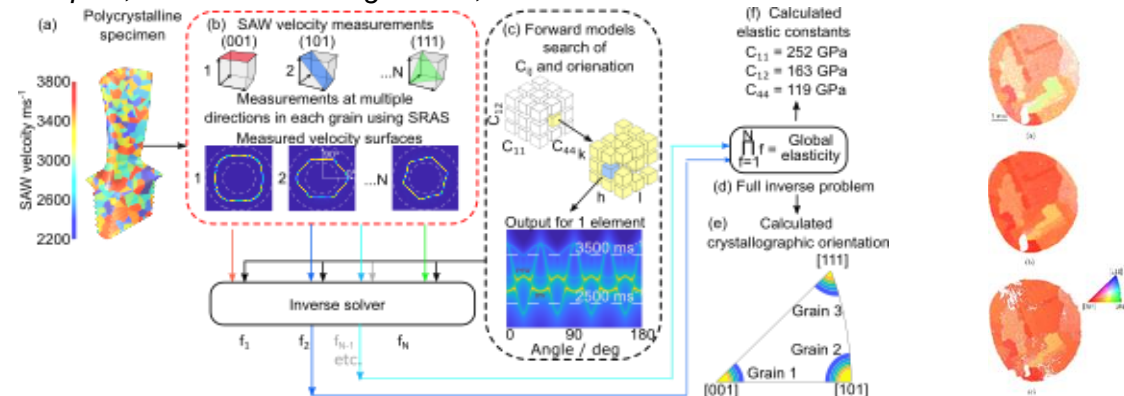 (a) Polycrystalline
specimen
SAW velcoity ms⁻¹
3800
3400
3000
2600
2200
(b) SAW velocity measurements
(001) (101) (111)
1 2 ...N
Measurements at multiple
directions in each grain using SRAS
Measured velocity surfaces
1 2 ...N
Inverse solver
f₁ f₂ fN-1 fN
etc.
(c) Forward models
search of
Cij and orienation
C12
C11 C44 k
h l
Output for 1 element
3500 ms⁻¹
2500 ms⁻¹
0 90 180
Angle / deg
(f) Calculated
elastic constants
C₁₁ = 252 GPa
C₁₂ = 163 GPa
C₄₄ = 119 GPa
N
∏ f = Global
f=1 elasticity
(d) Full inverse problem
(e) Calculated
crystallographic orientation
[111]
Grain 3
Grain 2
Grain 1
[001] [101]
(a)
(b)
(c)